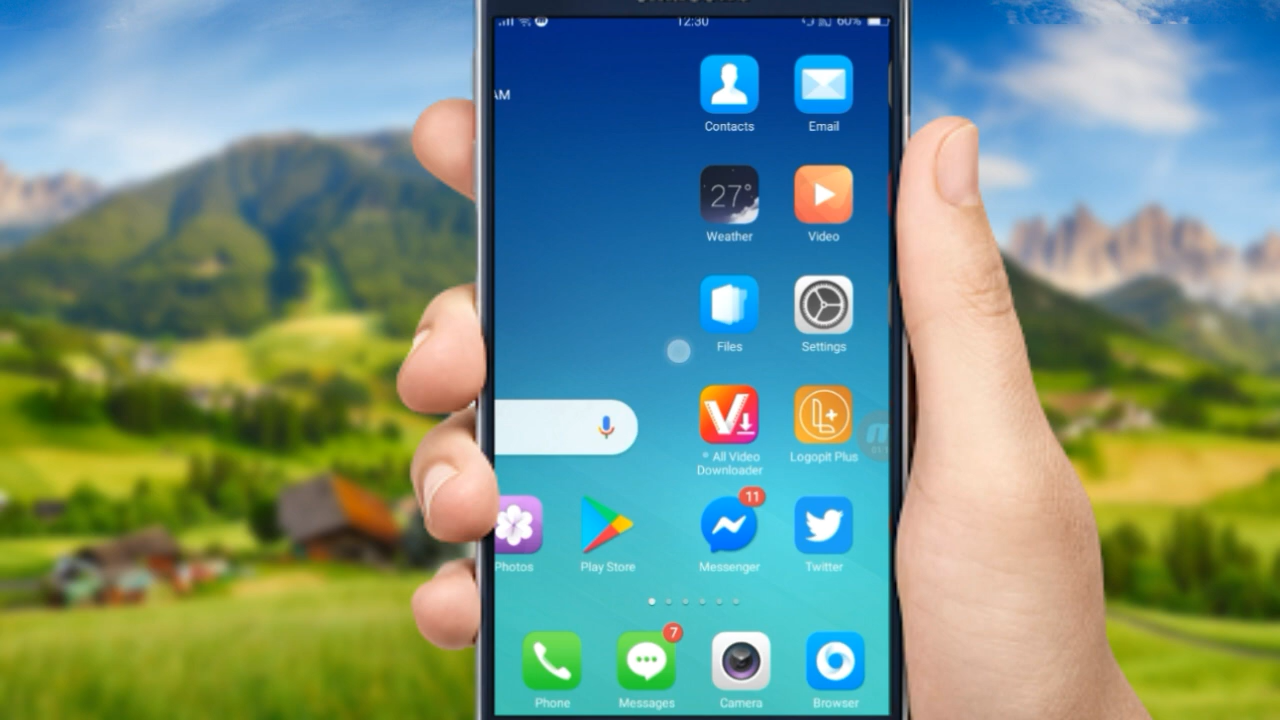 12:30
60%
AM
Contacts
Email
27°
Weather
Video
Files
Settings
° All Video
Downloader
Logopit Plus
11
Photos
Play Store
Messenger
Twitter
7
Phone
Messages
Camera
Browser